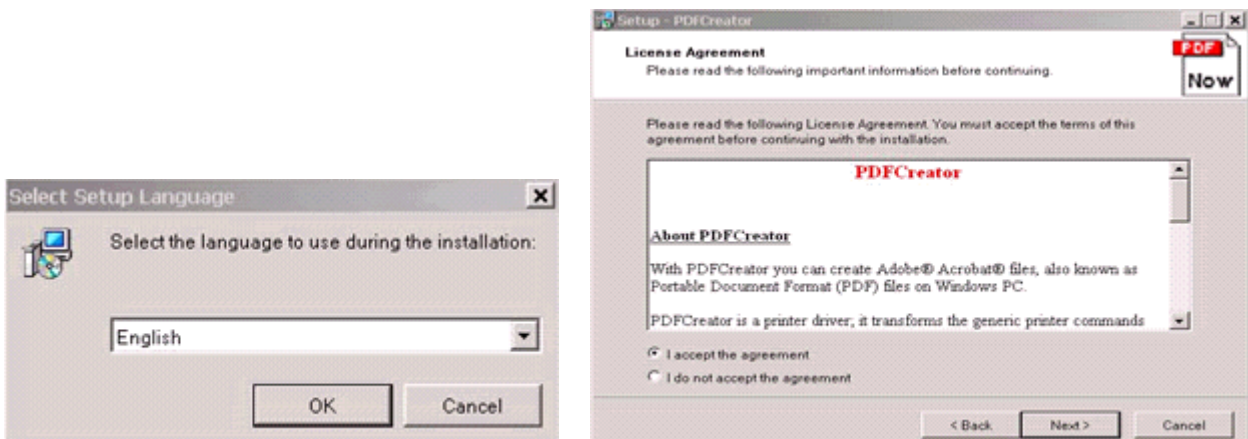 Select Setup Language
Select the language to use during the installation:
English
OK
Cancel
Setup - PDFCreator
License Agreement
Please read the following important information before continuing.
PDF
Now
Please read the following License Agreement. You must accept the terms of this
agreement before continuing with the installation.
PDFCreator
About PDFCreator
With PDFCreator you can create Adobe® Acrobat® files, also known as
Portable Document Format (PDF) files on Windows PC.
PDFCreator is a printer driver, it transforms the generic printer commands
I accept the agreement
I do not accept the agreement
< Back
Next >
Cancel